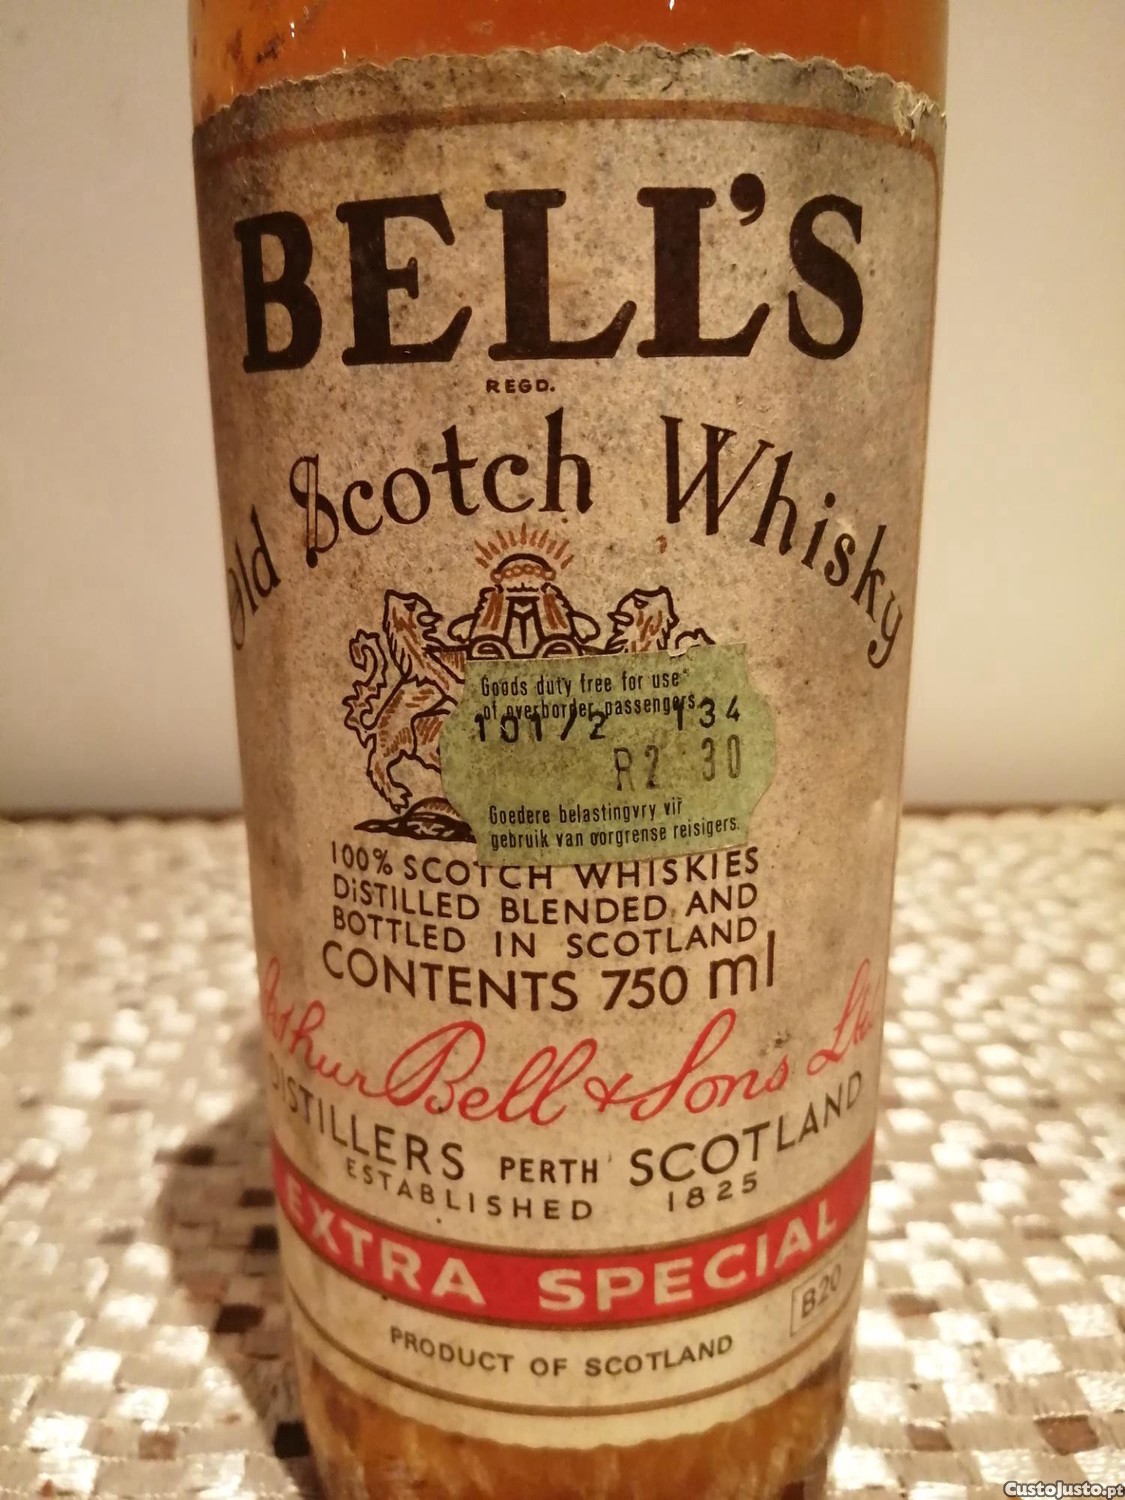 BELL'S
REGD.
Old Scotch Whisky
Goods duty free for use
of overborder passengers.
101/2 134
R2 30
Goedere belastingvry vir
gebruik van oorgrense reisigers.
100% SCOTCH WHISKIES
DiSTILLED BLENDED AND
BOTTLED IN SCOTLAND
CONTENTS 750 ml
Arthur Bell & Sons Ltd
DISTILLERS PERTH SCOTLAND
ESTABLISHED 1825
EXTRA SPECIAL
B20
PRODUCT OF SCOTLAND
CustoJusto.pt